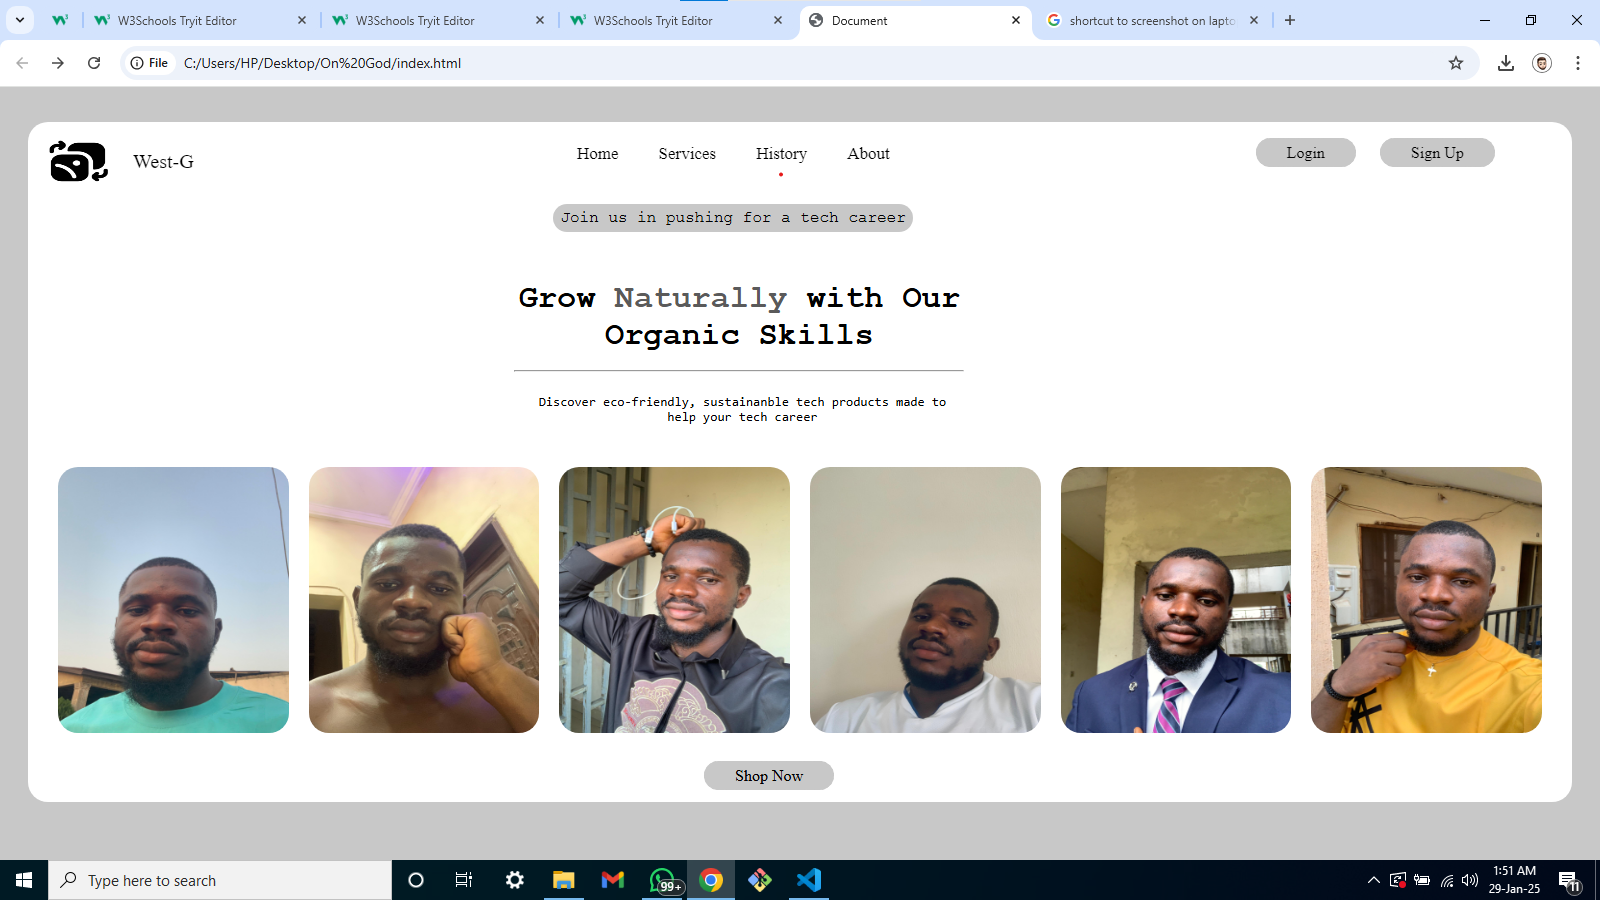 W3Schools Tryit Editor
W3Schools Tryit Editor
W3Schools Tryit Editor
Document
shortcut to screenshot on lapto
File
C:/Users/HP/Desktop/On%20God/index.html
West-G
Home
Services
History
About
Login
Sign Up
Join us in pushing for a tech career
Grow Naturally with Our
Organic Skills
Discover eco-friendly, sustainanble tech products made to
help your tech career
Shop Now
Type here to search
99+
1:51 AM
29-Jan-25
11